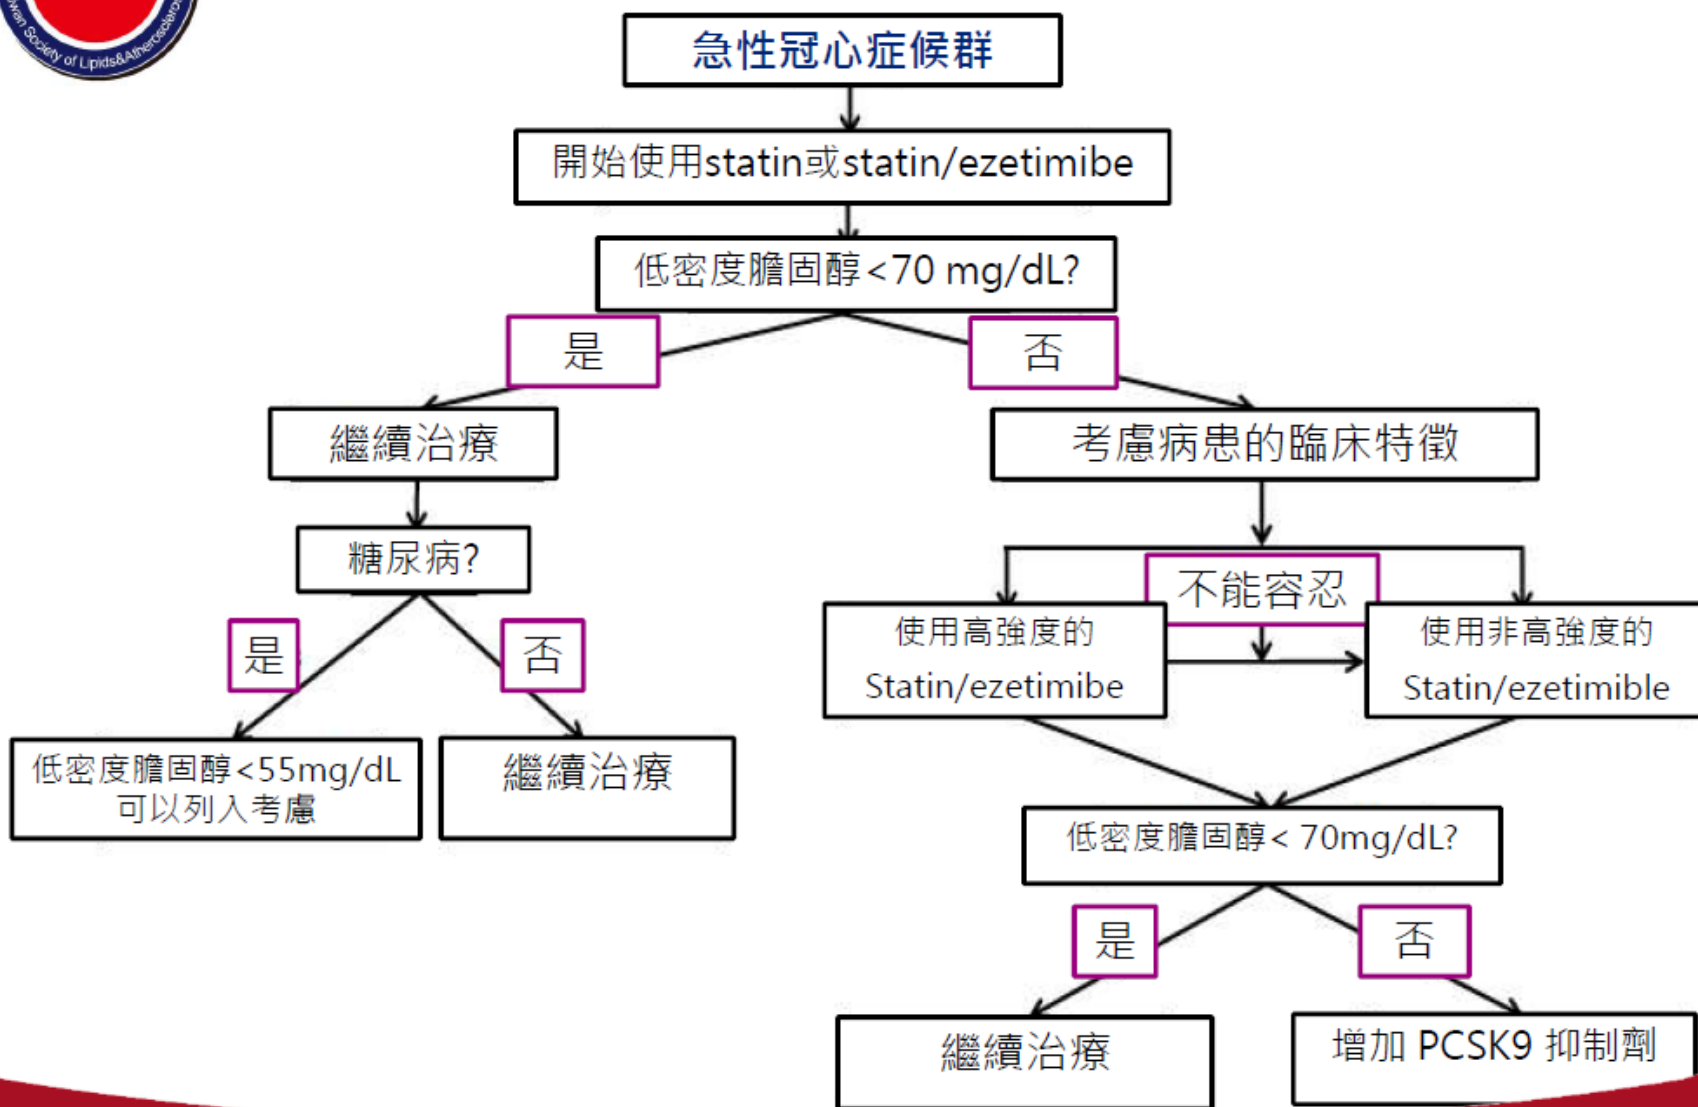 Society of Lipids&Atheroscleros
急性冠心症候群
開始使用statin或statin/ezetimibe
低密度膽固醇<70 mg/dL?
是
否
繼續治療
考慮病患的臨床特徵
糖尿病?
不能容忍
是
否
使用高強度的
Statin/ezetimibe
使用非高強度的
Statin/ezetimible
低密度膽固醇<55mg/dL
可以列入考慮
繼續治療
低密度膽固醇< 70mg/dL?
是
否
繼續治療
增加 PCSK9 抑制劑